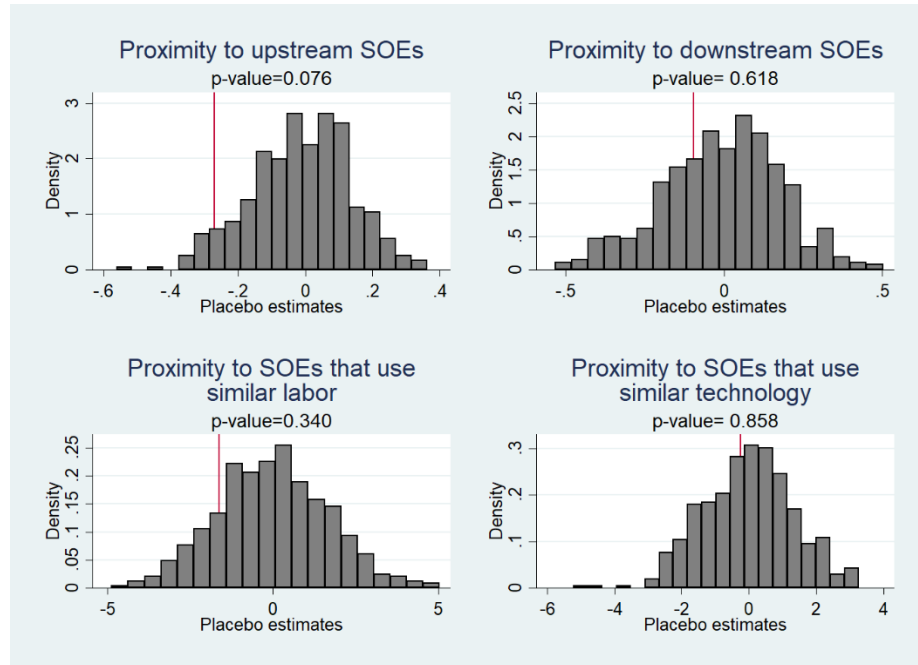 Proximity to upstream SOEs
p-value=0.076
3
2
1
0
Density
-.6 -.4 -.2 0 .2 .4
Placebo estimates
Proximity to downstream SOEs
p-value= 0.618
2.5
2
1.5
1
.5
0
Density
-.5 0 .5
Placebo estimates
Proximity to SOEs that use
similar labor
p-value=0.340
.25
.2
.15
.1
.05
0
Density
-5 0 5
Placebo estimates
Proximity to SOEs that use
similar technology
p-value= 0.858
.3
.2
.1
0
Density
-6 -4 -2 0 2 4
Placebo estimates